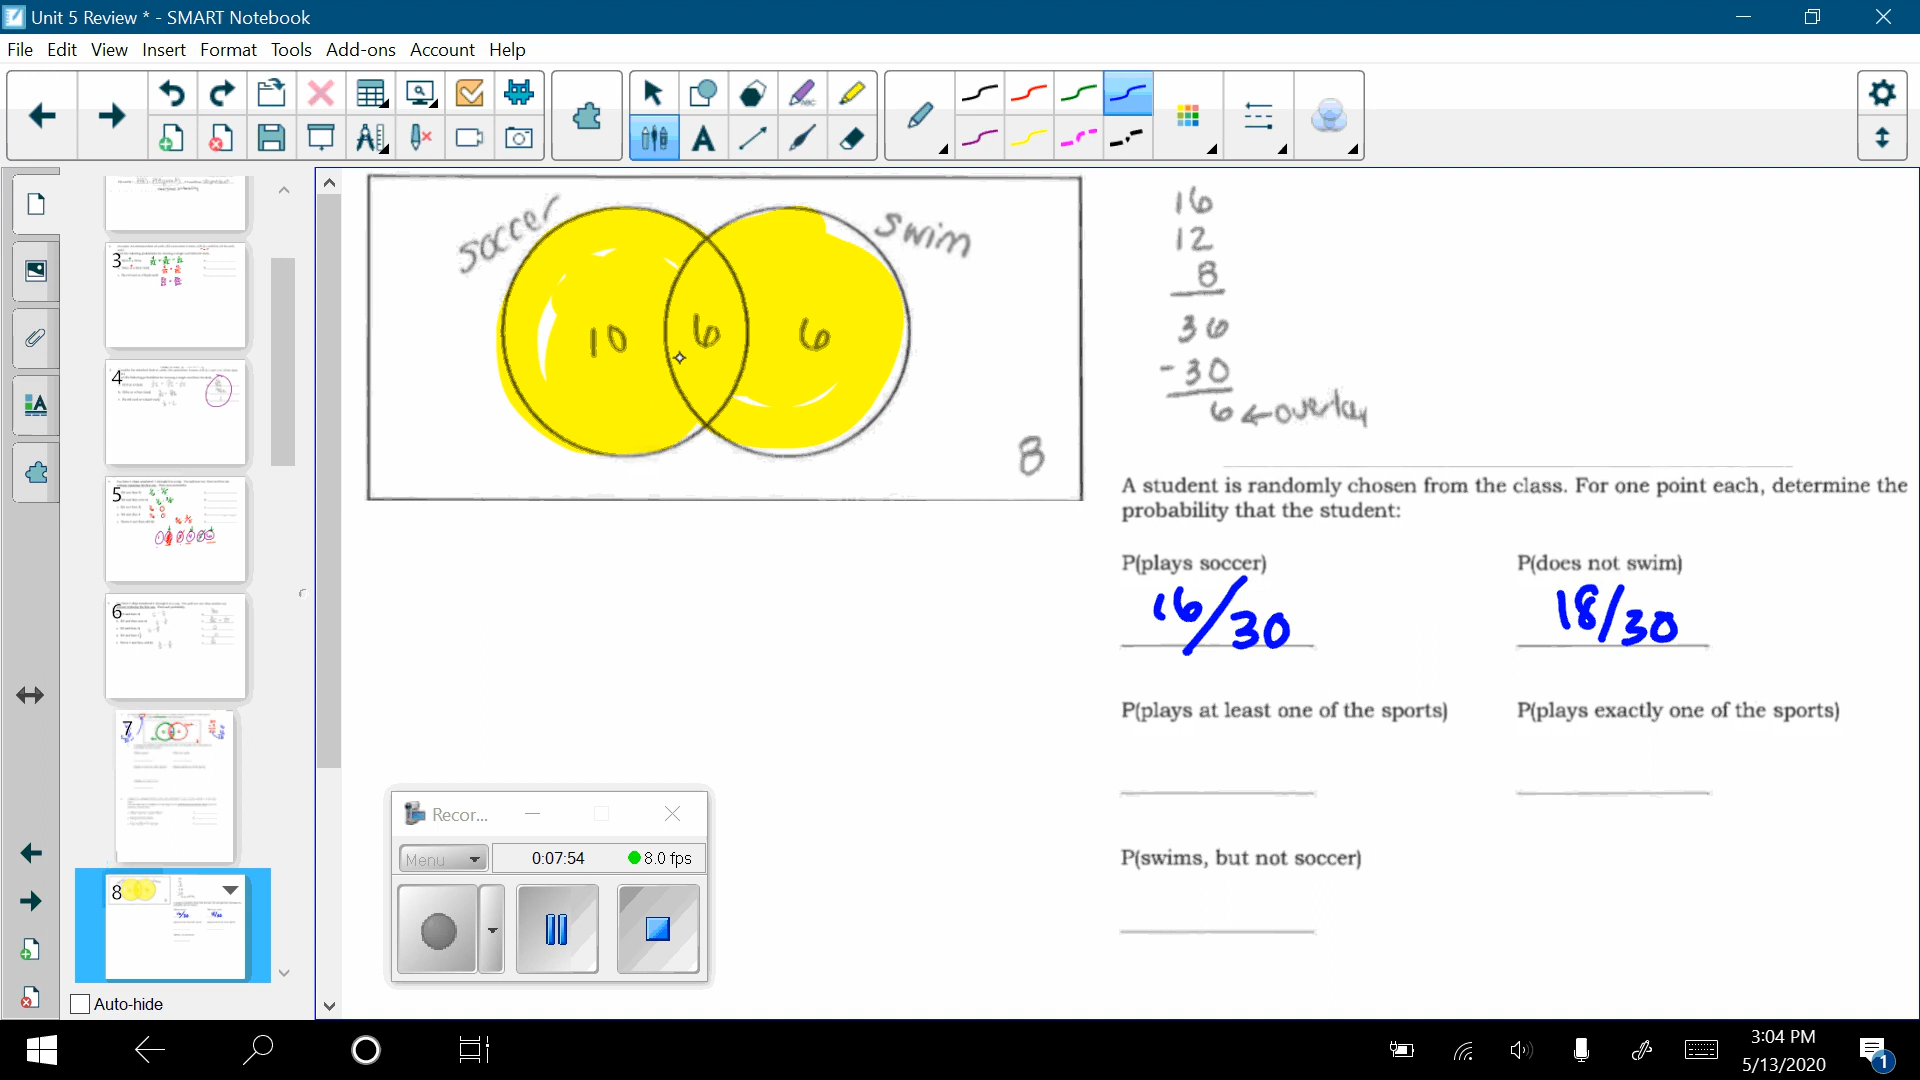 Unit 5 Review * - SMART Notebook
File Edit View Insert Format Tools Add-ons Account Help
3
4
5
6
7
8
Auto-hide
soccer
swim
10 6 6
8
16
12
8
36
- 30
6 ← overlay
A student is randomly chosen from the class. For one point each, determine the
probability that the student:
P(plays soccer) P(does not swim)
16/30 18/30
P(plays at least one of the sports) P(plays exactly one of the sports)
P(swims, but not soccer)
Recor...
Menu 0:07:54 8.0 fps
3:04 PM
5/13/2020
1